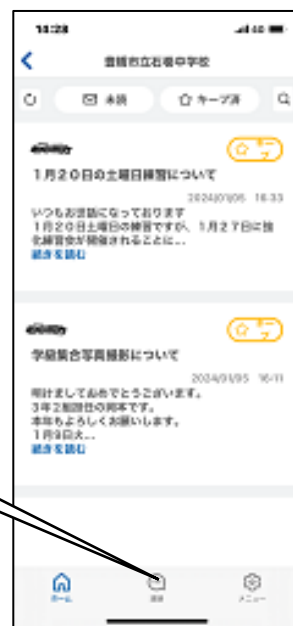 16:28
豊橋市立石巻中学校
未読
キープ済
キープ
1月20日の土曜日練習について
2024/01/05 16:33
いつもお世話になっております
1月20日土曜日の練習ですが、1月27日に強
化練習会が開催されることに...
続きを読む
キープ
学級集合写真撮影について
2024/01/05 16:11
明けましておめでとうございます。
3年2組担任の岡本です。
本年もよろしくお願いします。
1月9日火...
続きを読む
ホーム
メニュー